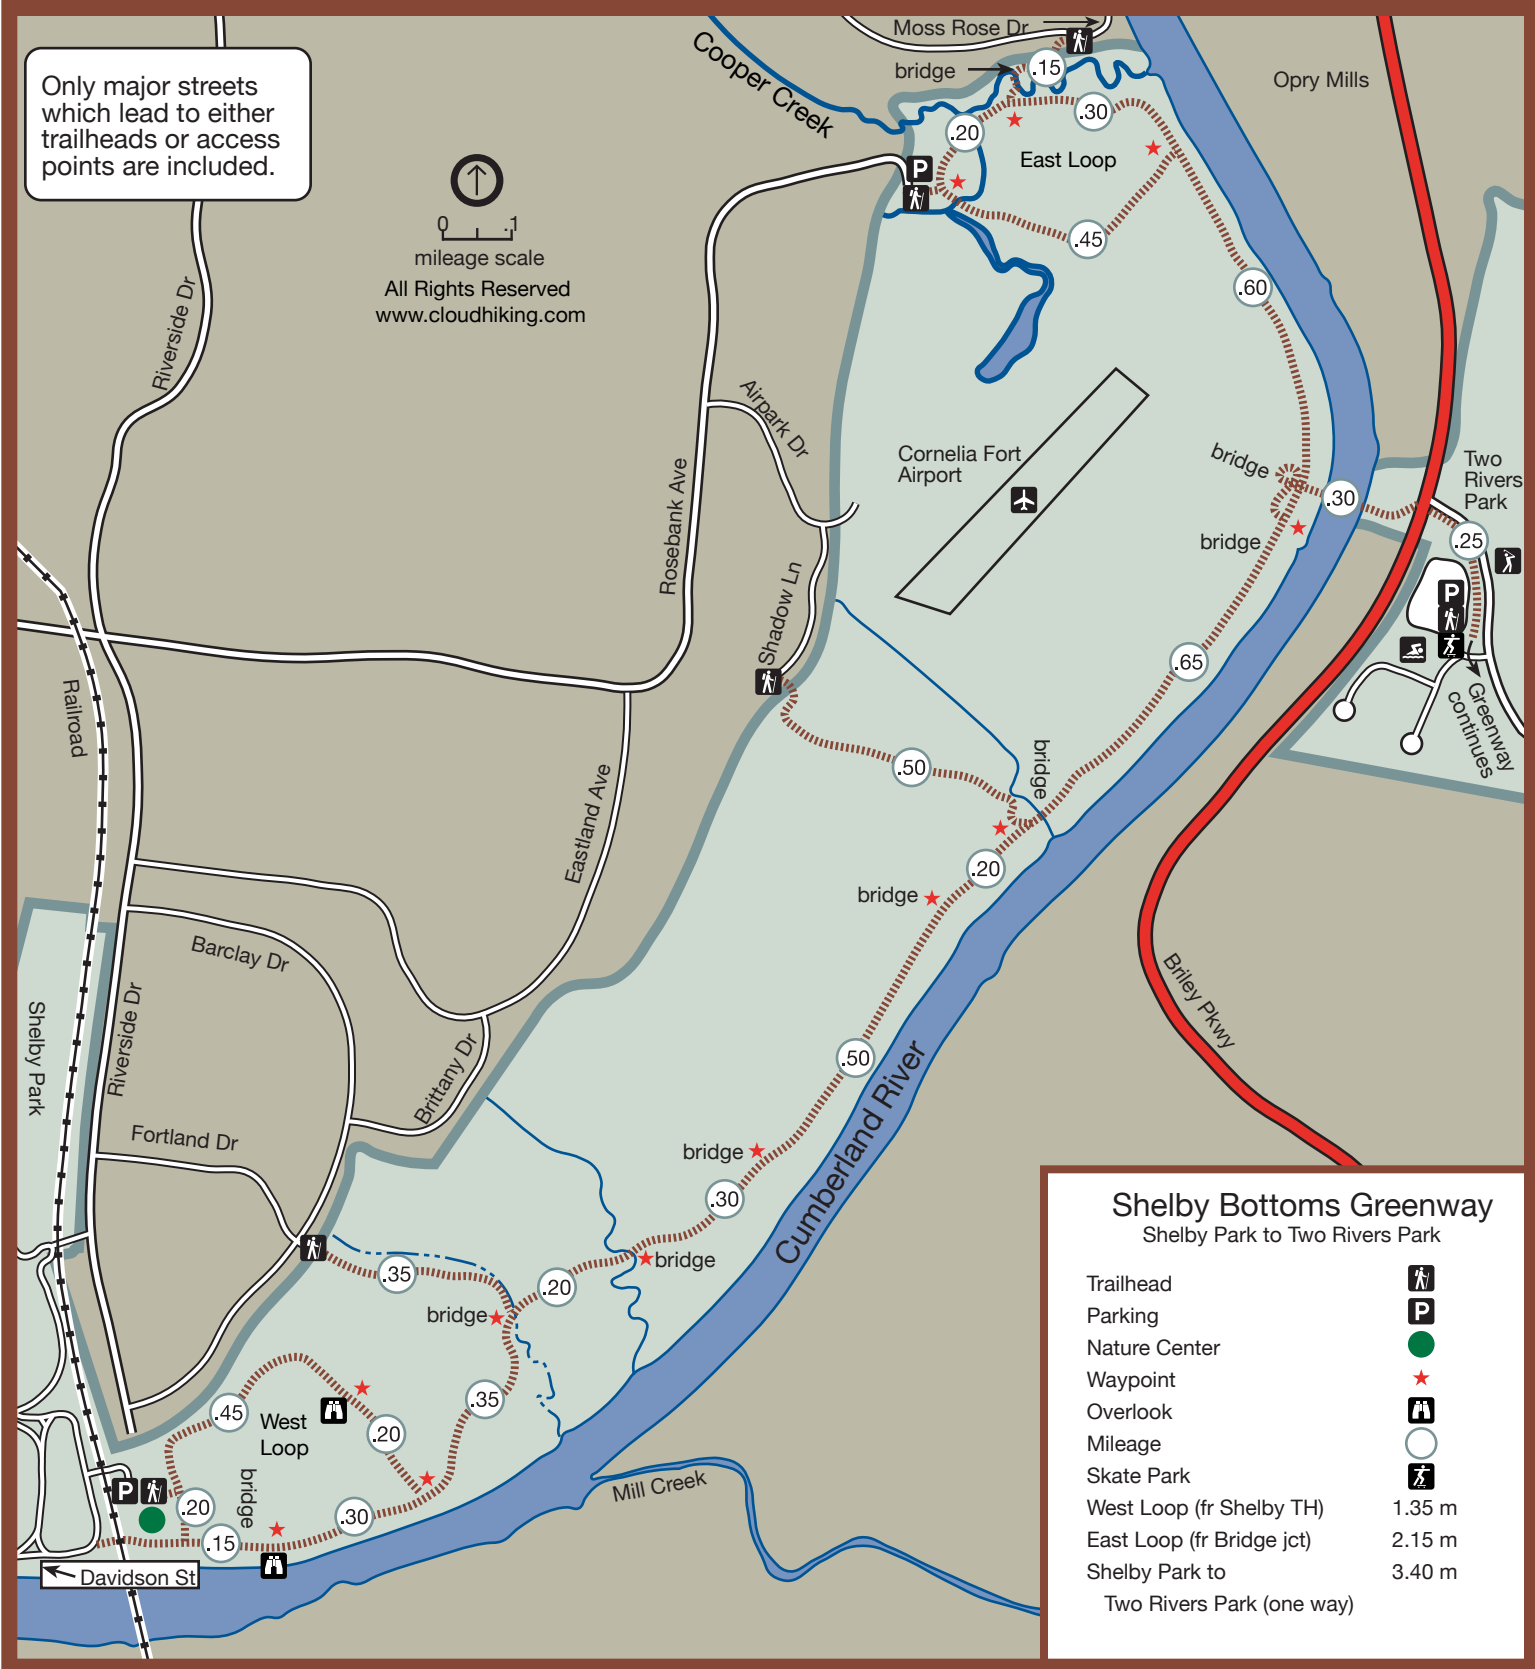 Only major streets
which lead to either
trailheads or access
points are included.
0 .1
mileage scale
All Rights Reserved
www.cloudhiking.com
Moss Rose Dr
bridge
.15
Cooper Creek
.30
.20
P
East Loop
.45
Opry Mills
.60
Riverside Dr
Airpark Dr
Rosebank Ave
Cornelia Fort
Airport
bridge
.30
bridge
Two
Rivers
Park
.25
P
Shadow Ln
.65
Greenway
continues
Railroad
.50
bridge
Eastland Ave
.20
bridge
Barclay Dr
Riverside Dr
Shelby Park
Brittany Dr
Briley Pkwy
.50
Cumberland River
Fortland Dr
bridge
.30
bridge
.35
.20
bridge
.35
.45
West
Loop
.20
P
.20
bridge
.30
.15
Mill Creek
Davidson St
Shelby Bottoms Greenway
Shelby Park to Two Rivers Park
Trailhead
Parking P
Nature Center
Waypoint
Overlook
Mileage
Skate Park
West Loop (fr Shelby TH) 1.35 m
East Loop (fr Bridge jct) 2.15 m
Shelby Park to 3.40 m
Two Rivers Park (one way)